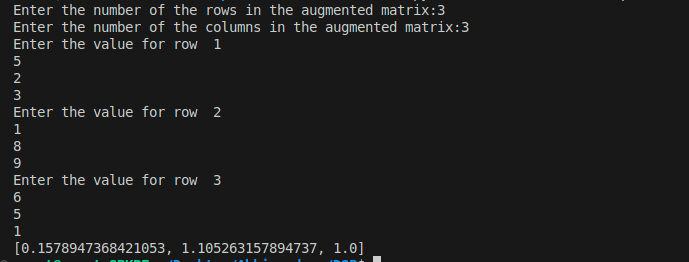 Enter the number of the rows in the augmented matrix:3
Enter the number of the columns in the augmented matrix:3
Enter the value for row  1
5
2
3
Enter the value for row  2
1
8
9
Enter the value for row  3
6
5
1
[0.1578947368421053, 1.105263157894737, 1.0]